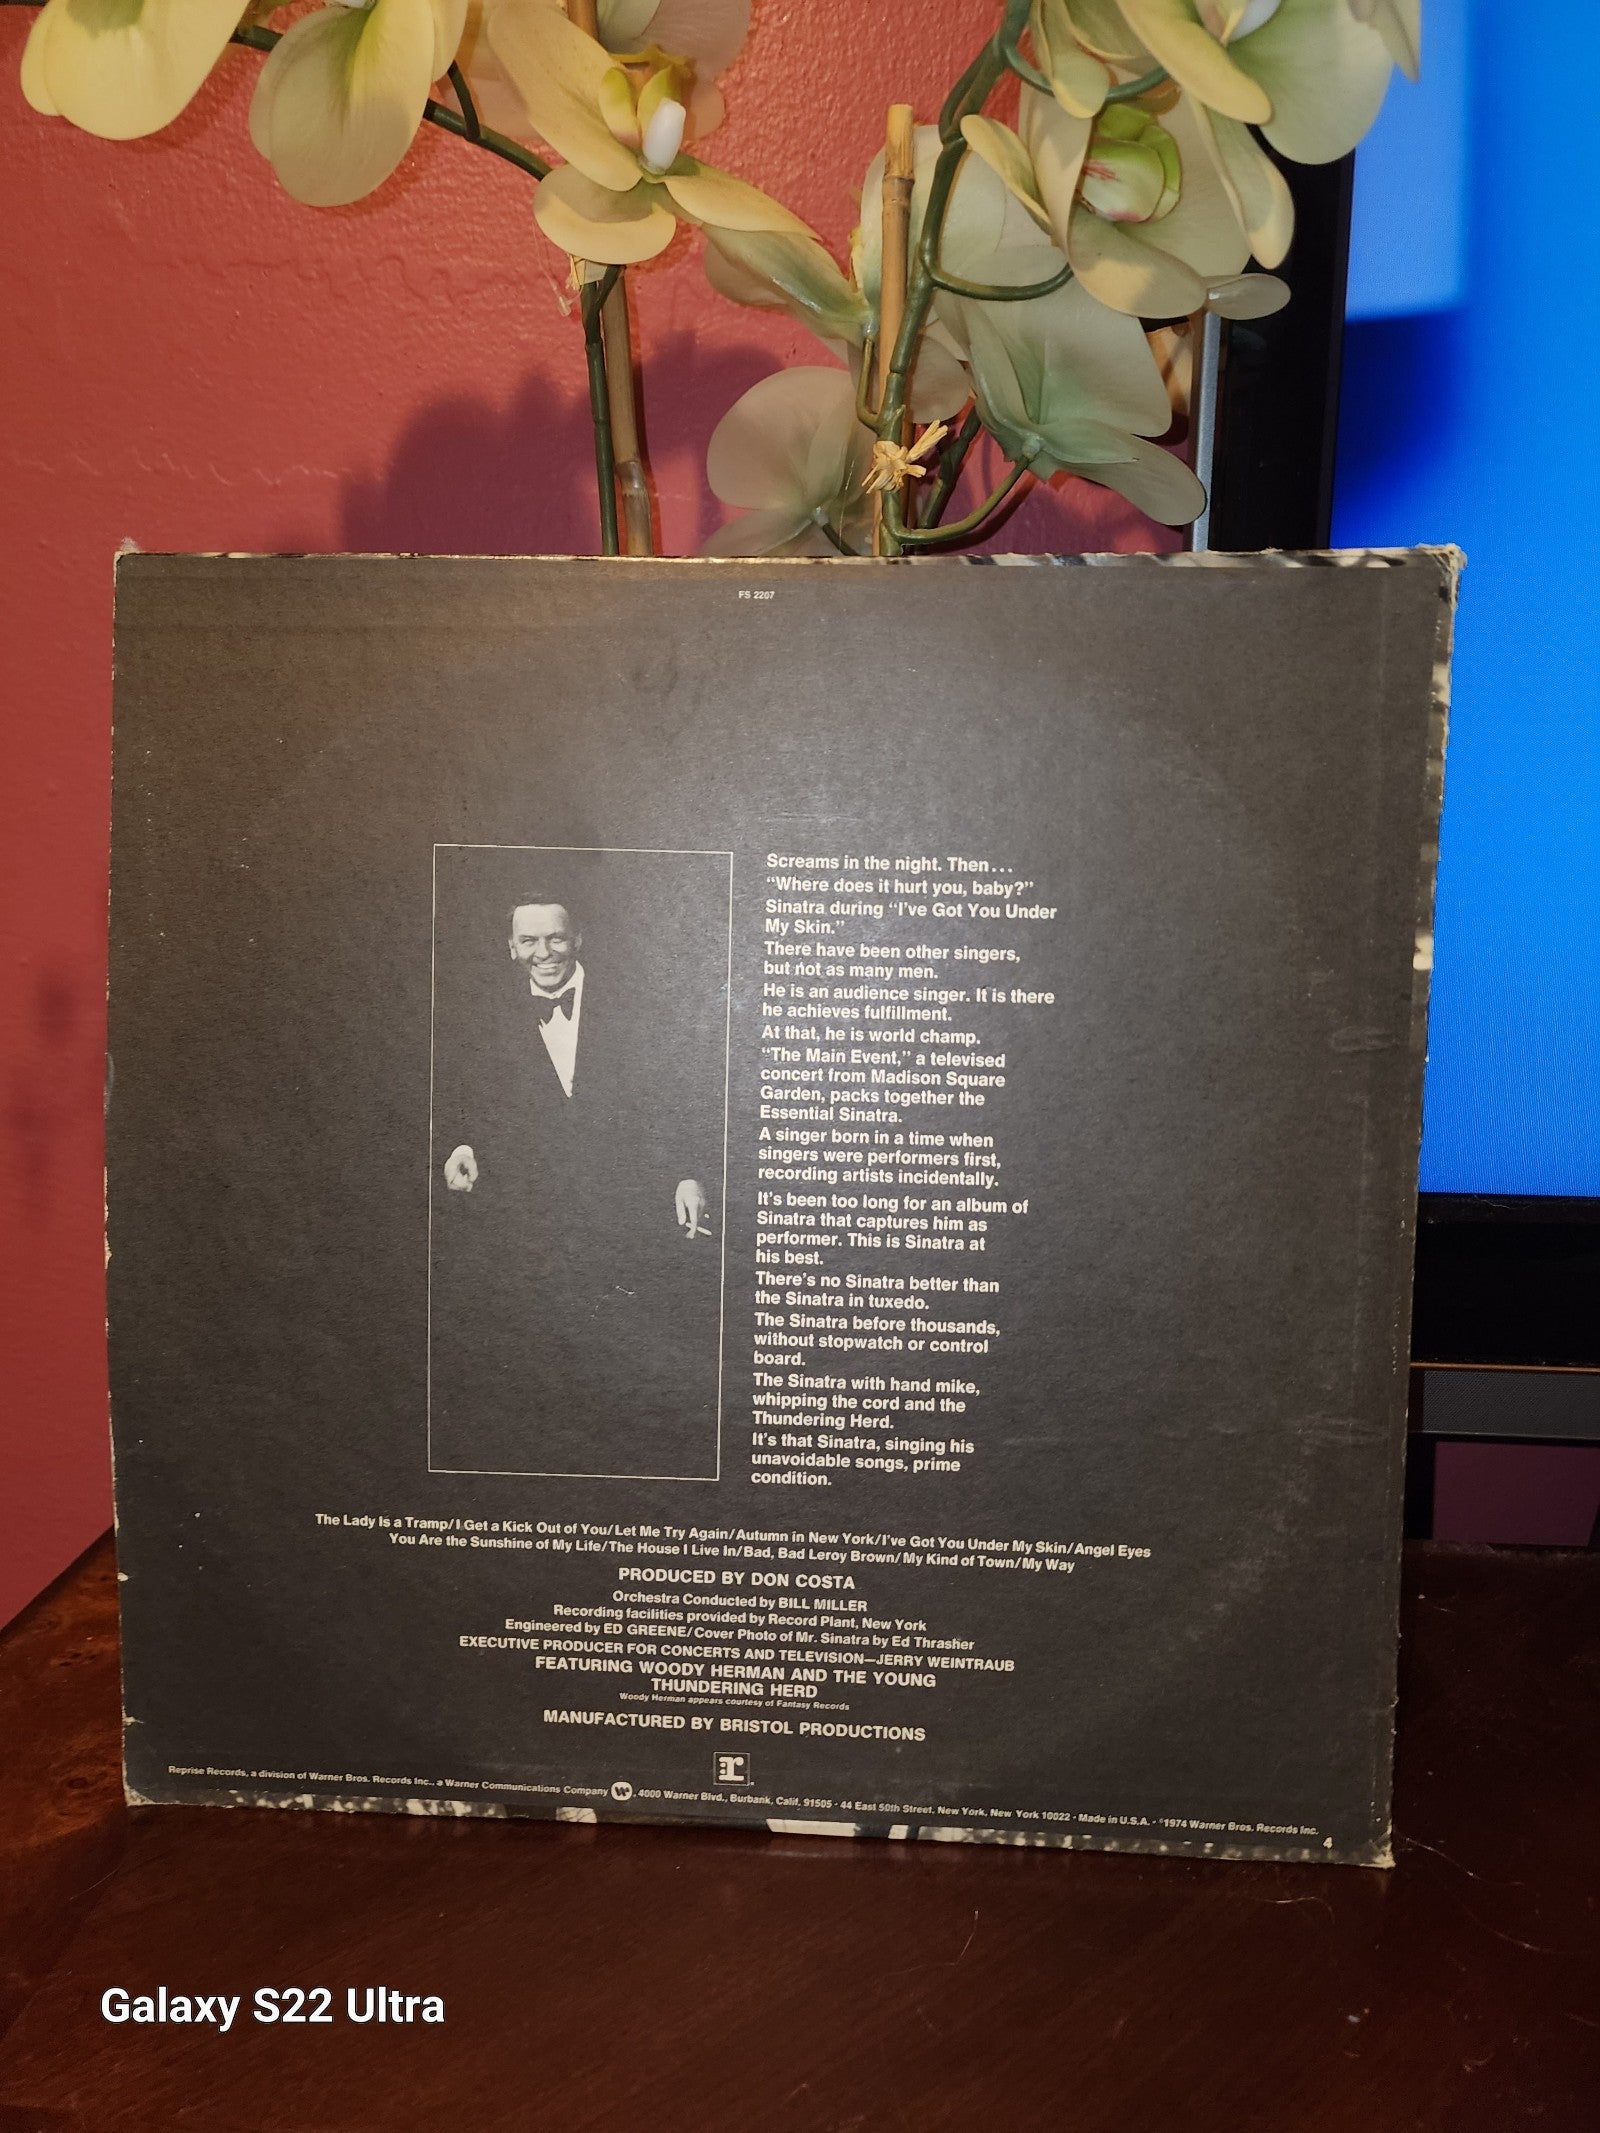 FS 2207
Screams in the night. Then...
“Where does it hurt you, baby?”
Sinatra during “I’ve Got You Under
My Skin.”
There have been other singers,
but not as many men.
He is an audience singer. It is there
he achieves fulfillment.
At that, he is world champ.
“The Main Event,” a televised
concert from Madison Square
Garden, packs together the
Essential Sinatra.
A singer born in a time when
singers were performers first,
recording artists incidentally.
It’s been too long for an album of
Sinatra that captures him as
performer. This is Sinatra at
his best.
There’s no Sinatra better than
the Sinatra in tuxedo.
The Sinatra before thousands,
without stopwatch or control
board.
The Sinatra with hand mike,
whipping the cord and the
Thundering Herd.
It’s that Sinatra, singing his
unavoidable songs, prime
condition.
The Lady Is a Tramp/I Get a Kick Out of You/Let Me Try Again/Autumn in New York/I’ve Got You Under My Skin/Angel Eyes
You Are the Sunshine of My Life/The House I Live In/Bad, Bad Leroy Brown/My Kind of Town/My Way
PRODUCED BY DON COSTA
Orchestra Conducted by BILL MILLER
Recording facilities provided by Record Plant, New York
Engineered by ED GREENE/Cover Photo of Mr. Sinatra by Ed Thrasher
EXECUTIVE PRODUCER FOR CONCERTS AND TELEVISION—JERRY WEINTRAUB
FEATURING WOODY HERMAN AND THE YOUNG
THUNDERING HERD
Woody Herman appears courtesy of Fantasy Records
MANUFACTURED BY BRISTOL PRODUCTIONS
r
Reprise Records, a division of Warner Bros. Records Inc., a Warner Communications Company W, 4000 Warner Blvd., Burbank, Calif. 91505 · 44 East 50th Street, New York, New York 10022 · Made in U.S.A. · ©1974 Warner Bros. Records Inc.
4
Galaxy S22 Ultra